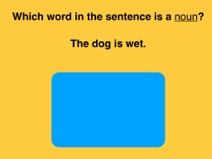 Which word in the sentence is a noun?
The dog is wet.